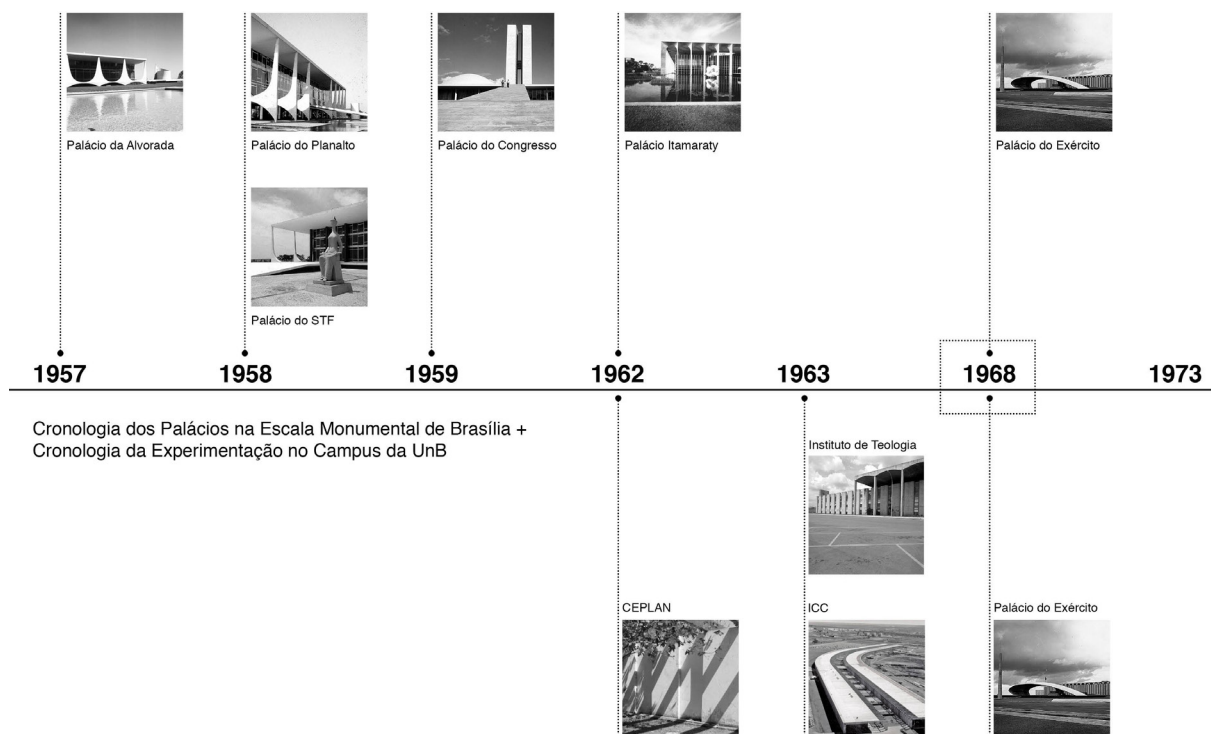 Palácio da Alvorada
Palácio do Planalto
Palácio do Congresso
Palácio Itamaraty
Palácio do Exército
Palácio do STF
1957
1958
1959
1962
1963
1968
1973
Cronologia dos Palácios na Escala Monumental de Brasília +
Cronologia da Experimentação no Campus da UnB
Instituto de Teologia
CEPLAN
ICC
Palácio do Exército